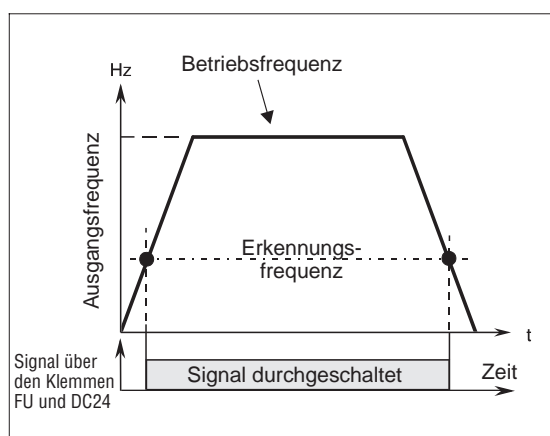 Betriebsfrequenz
Hz
Ausgangsfrequenz
Erkennungs-
frequenz
t
Signal über
den Klemmen
FU und DC24
Signal durchgeschaltet
Zeit